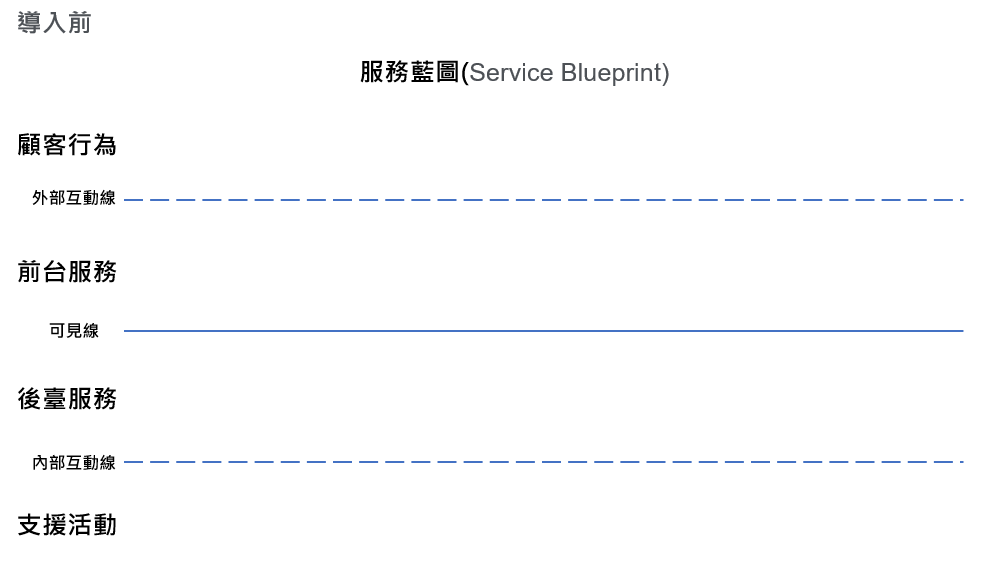 導入前
服務藍圖(Service Blueprint)
顧客行為
外部互動線
前台服務
可見線
後臺服務
內部互動線
支援活動